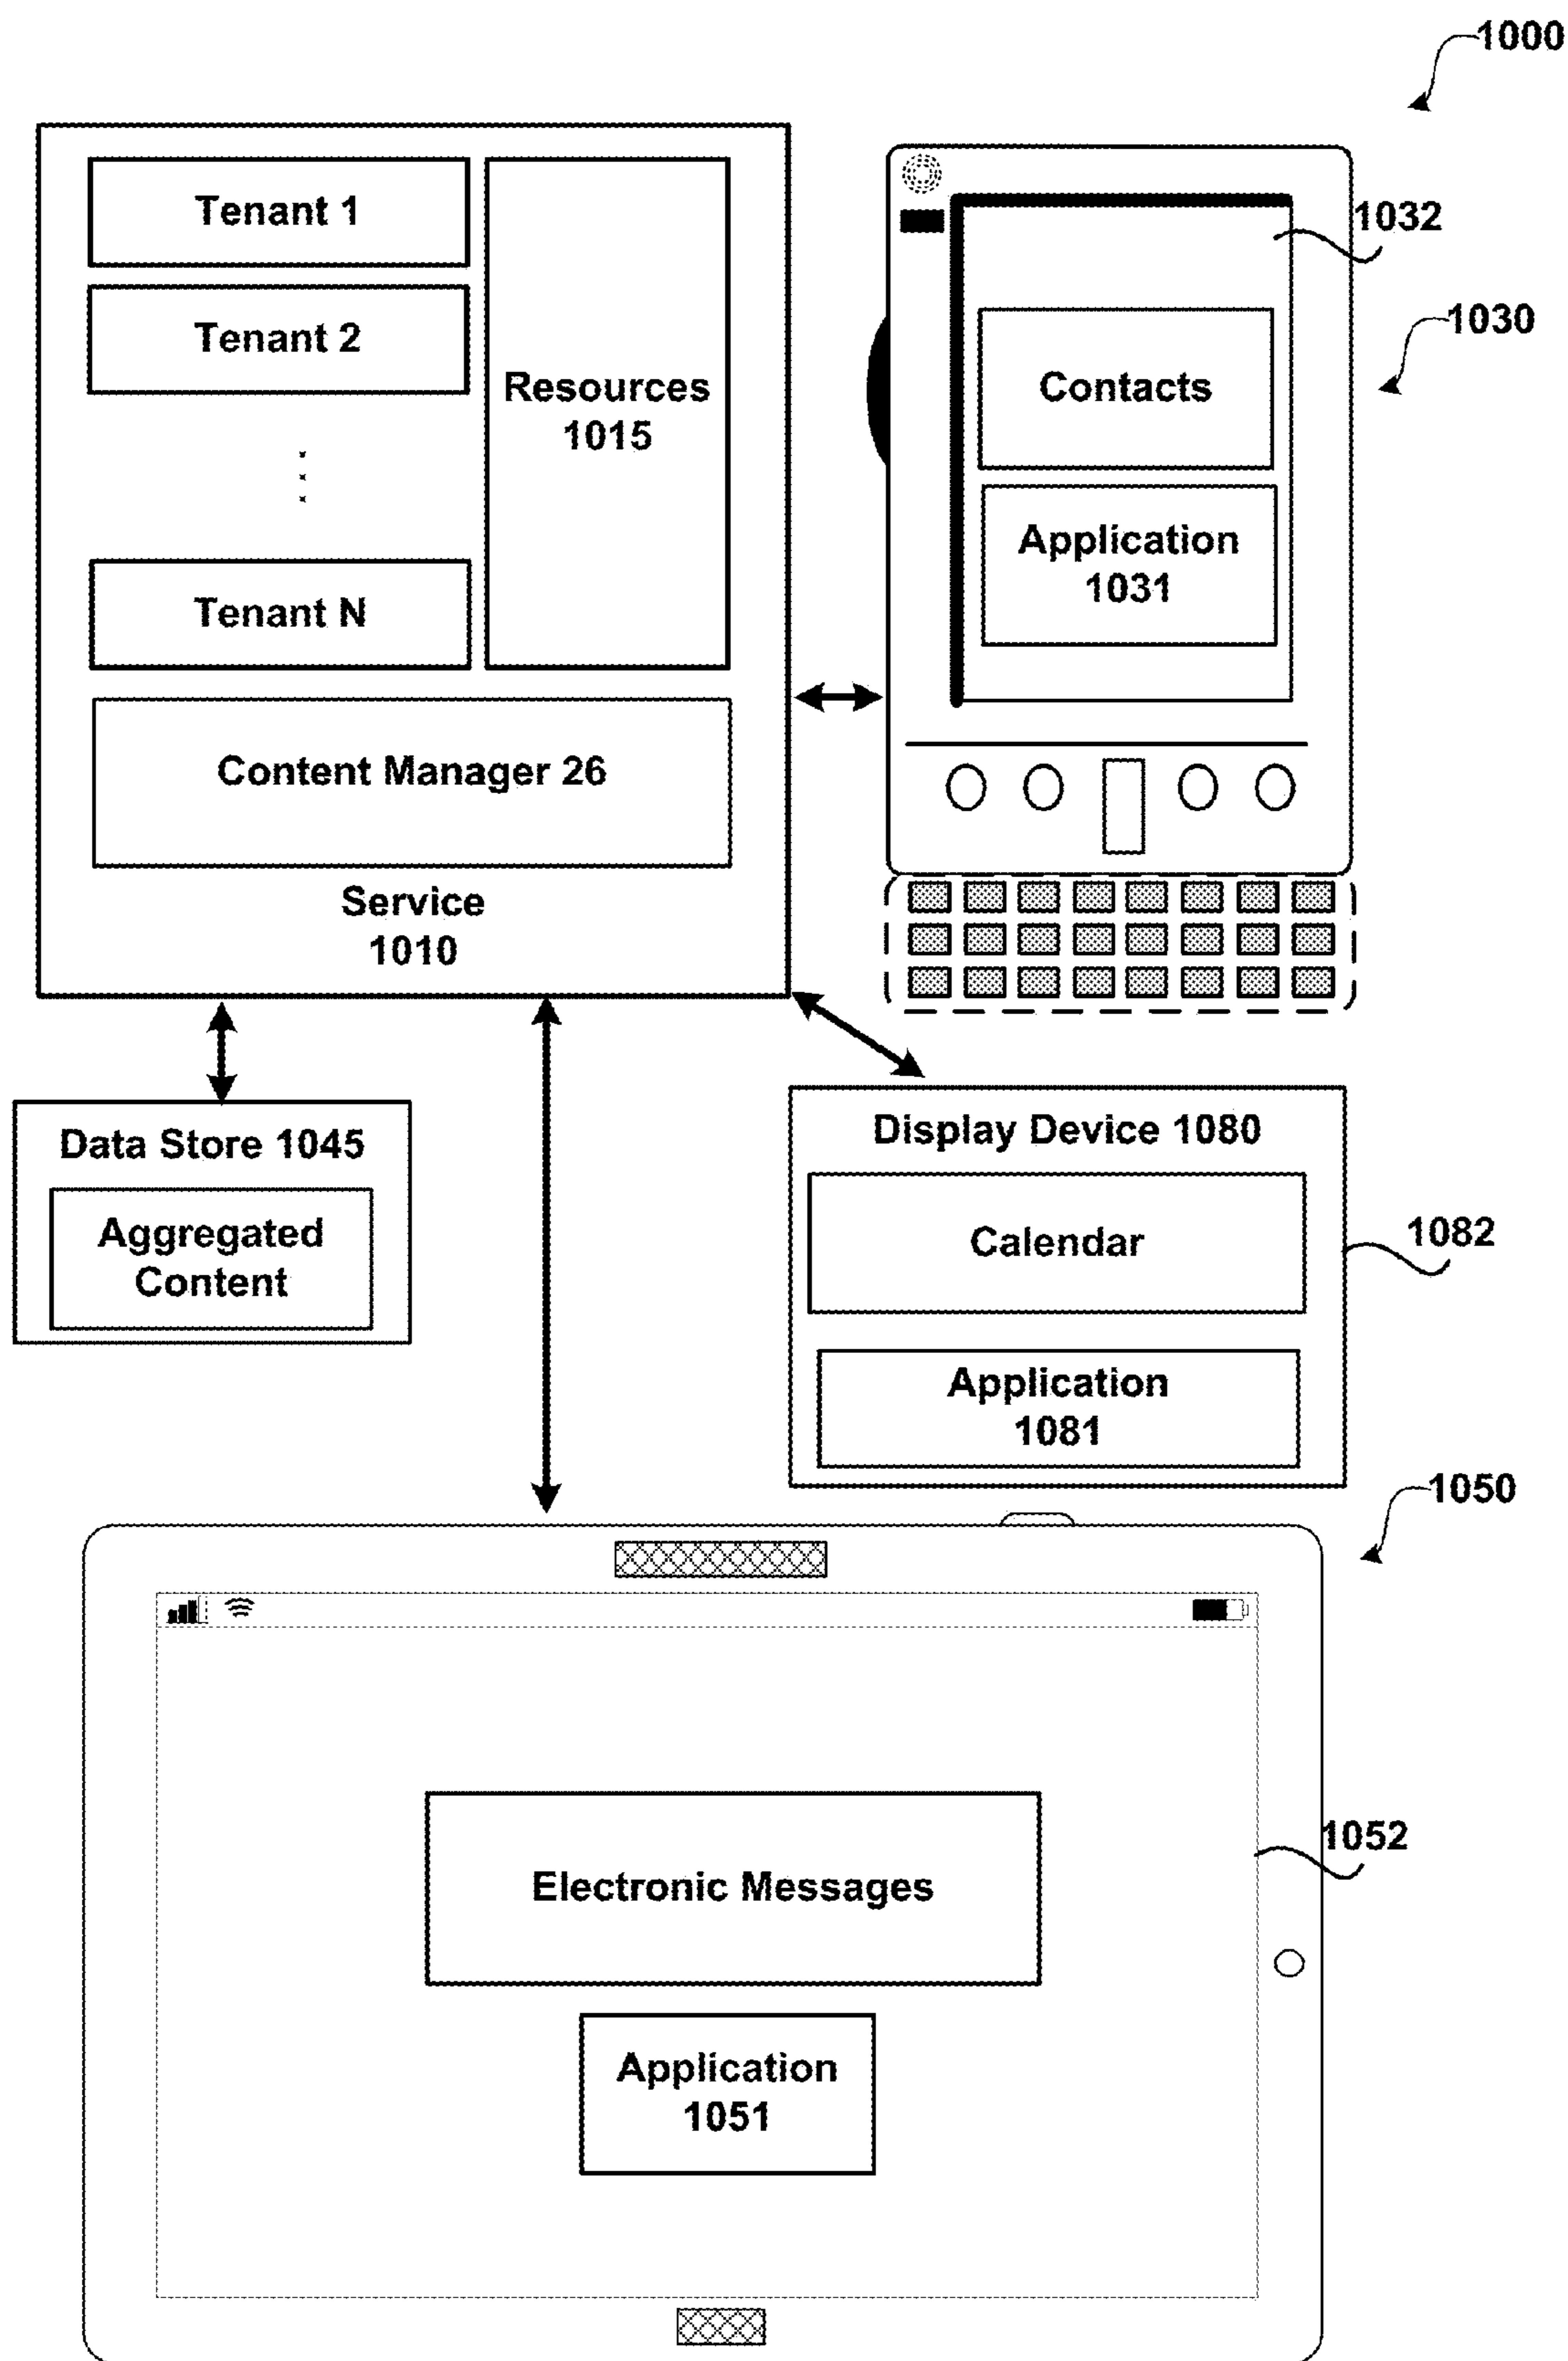 1000
Tenant 1
Tenant 2
Tenant N
Resources
1015
Content Manager 26
Service
1010
1032
1030
Contacts
Application
1031
Data Store 1045
Aggregated
Content
Display Device 1080
Calendar
1082
Application
1081
1050
1052
Electronic Messages
Application
1051